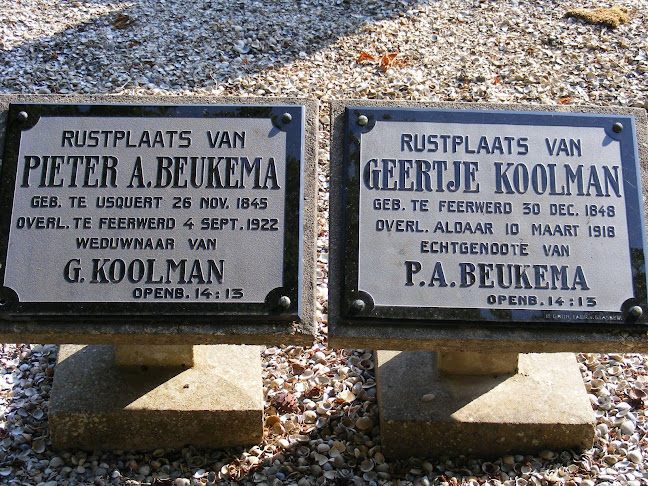 RUSTPLAATS VAN
PIETER A. BEUKEMA
GEB. TE USQUERT 26 NOV. 1845
OVERL. TE FEERWERD 4 SEPT. 1922
WEDUWNAAR VAN
G. KOOLMAN
OPENB. 14:13
RUSTPLAATS VAN
GEERTJE KOOLMAN
GEB. TE FEERWERD 30 DEC. 1848
OVERL. ALDAAR 10 MAART 1918
ECHTGENOOTE VAN
P. A. BEUKEMA
OPENB. 14:13